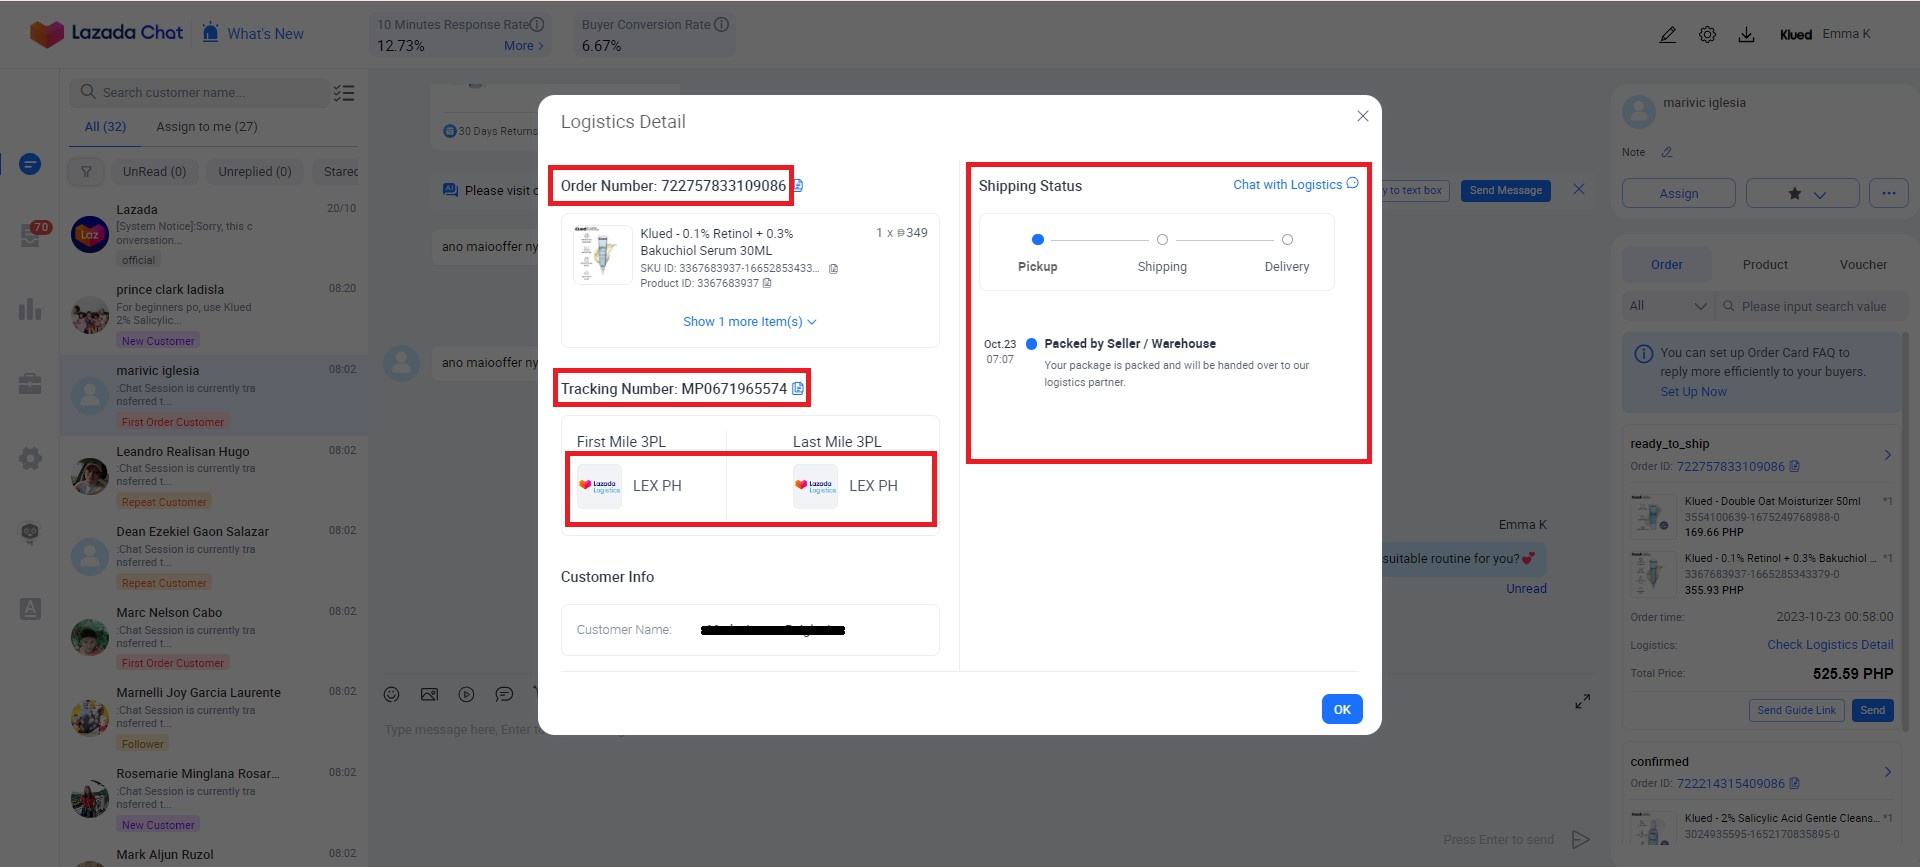 Lazada Chat
What's New
10 Minutes Response Rate
12.73%
More >
Buyer Conversion Rate
6.67%
Klued
Emma K
Search customer name...
All (32)
Assign to me (27)
UnRead (0)
Unreplied (0)
Stared
70
Lazada
20/10
[System Notice]:Sorry, this c
onversation...
official
prince clark ladisla
08:20
For beginners po, use Klued
2% Salicylic...
New Customer
marivic iglesia
08:02
:Chat Session is currently tra
nsferred t...
First Order Customer
Leandro Realisan Hugo
08:02
:Chat Session is currently tra
nsferred t...
Repeat Customer
Dean Ezekiel Gaon Salazar
08:02
:Chat Session is currently tra
nsferred t...
Repeat Customer
Marc Nelson Cabo
08:02
:Chat Session is currently tra
nsferred t...
First Order Customer
Marnelli Joy Garcia Laurente
08:02
:Chat Session is currently tra
nsferred t...
Follower
Rosemarie Minglana Rosar...
08:02
:Chat Session is currently tra
nsferred t...
New Customer
Mark Aljun Ruzol
08:02
30 Days Returns
Please visit
ano maiooffer ny
ano maiooffer ny
y to text box
Send Message
Emma K
suitable routine for you?💕
Unread
Type message here, Enter
Press Enter to send
Logistics Detail
Order Number: 722757833109086
Klued - 0.1% Retinol + 0.3%
Bakuchiol Serum 30ML
1 x ₱349
SKU ID: 3367683937-16652853433...
Product ID: 3367683937
Show 1 more Item(s)
Tracking Number: MP0671965574
First Mile 3PL
Last Mile 3PL
Lazada Logistics
LEX PH
Lazada Logistics
LEX PH
Customer Info
Customer Name:
Shipping Status
Chat with Logistics
Pickup
Shipping
Delivery
Oct.23
07:07
Packed by Seller / Warehouse
Your package is packed and will be handed over to our
logistics partner.
OK
marivic iglesia
Note
Assign
Order
Product
Voucher
All
Please input search value
You can set up Order Card FAQ to
reply more efficiently to your buyers.
Set Up Now
ready_to_ship
Order ID: 722757833109086
Klued - Double Oat Moisturizer 50ml
*1
3554100639-1675249768988-0
169.66 PHP
Klued - 0.1% Retinol + 0.3% Bakuchiol ...
*1
3367683937-1665285343379-0
355.93 PHP
Order time:
2023-10-23 00:58:00
Logistics:
Check Logistics Detail
Total Price:
525.59 PHP
Send Guide Link
Send
confirmed
Order ID: 722214315409086
Klued - 2% Salicylic Acid Gentle Cleans...
*1
3024935595-1652170835895-0